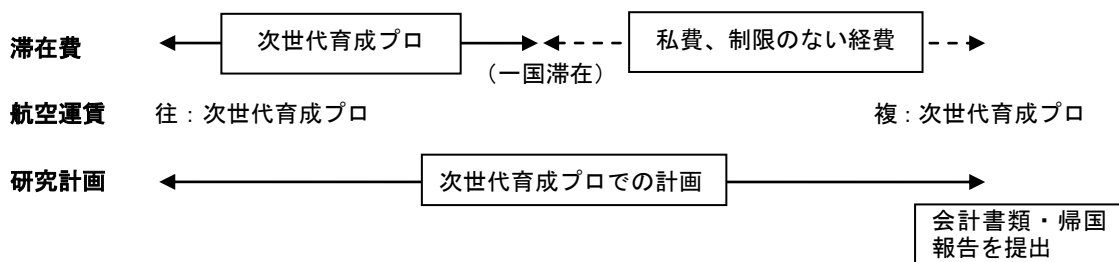 滞在費 次世代育成プロ 私費、制限のない経費
（一国滞在）
航空運賃 往：次世代育成プロ 複：次世代育成プロ
研究計画 次世代育成プロでの計画
会計書類・帰国
報告を提出